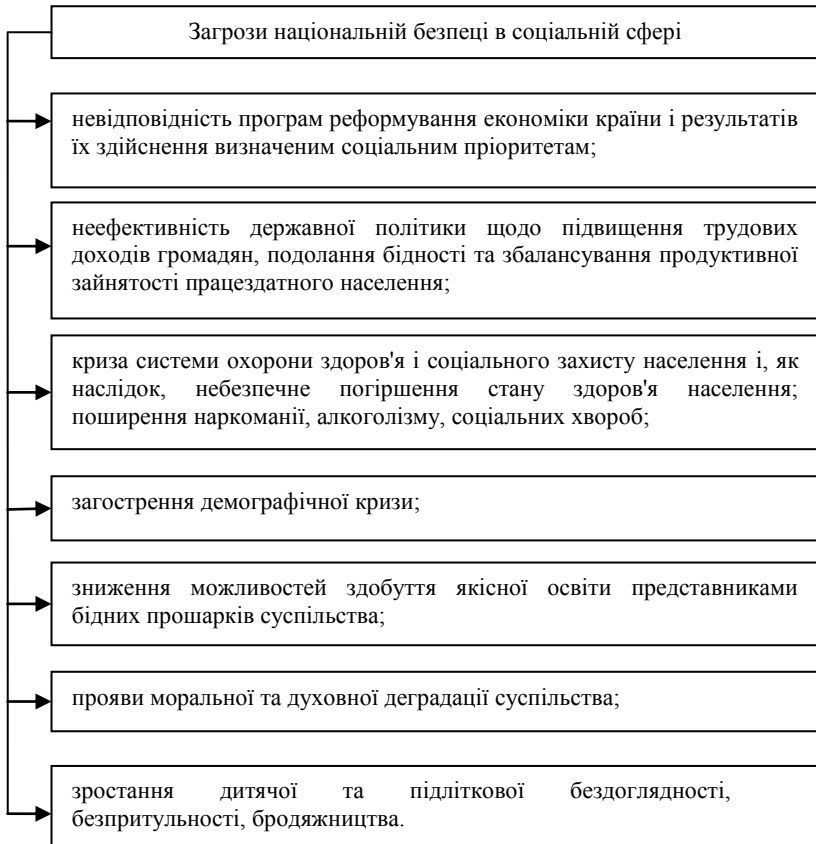 Загрози національній безпеці в соціальній сфері
невідповідність програм реформування економіки країни і результатів
їх здійснення визначеним соціальним пріоритетам;
неефективність державної політики щодо підвищення трудових
доходів громадян, подолання бідності та збалансування продуктивної
зайнятості працездатного населення;
криза системи охорони здоров'я і соціального захисту населення і, як
наслідок, небезпечне погіршення стану здоров'я населення;
поширення наркоманії, алкоголізму, соціальних хвороб;
загострення демографічної кризи;
зниження можливостей здобуття якісної освіти представниками
бідних прошарків суспільства;
прояви моральної та духовної деградації суспільства;
зростання дитячої та підліткової бездоглядності,
безпритульності, бродяжництва.